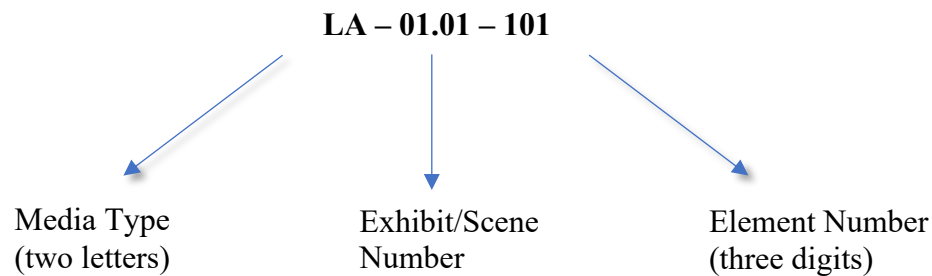 LA – 01.01 – 101
Media Type
(two letters)
Exhibit/Scene
Number
Element Number
(three digits)